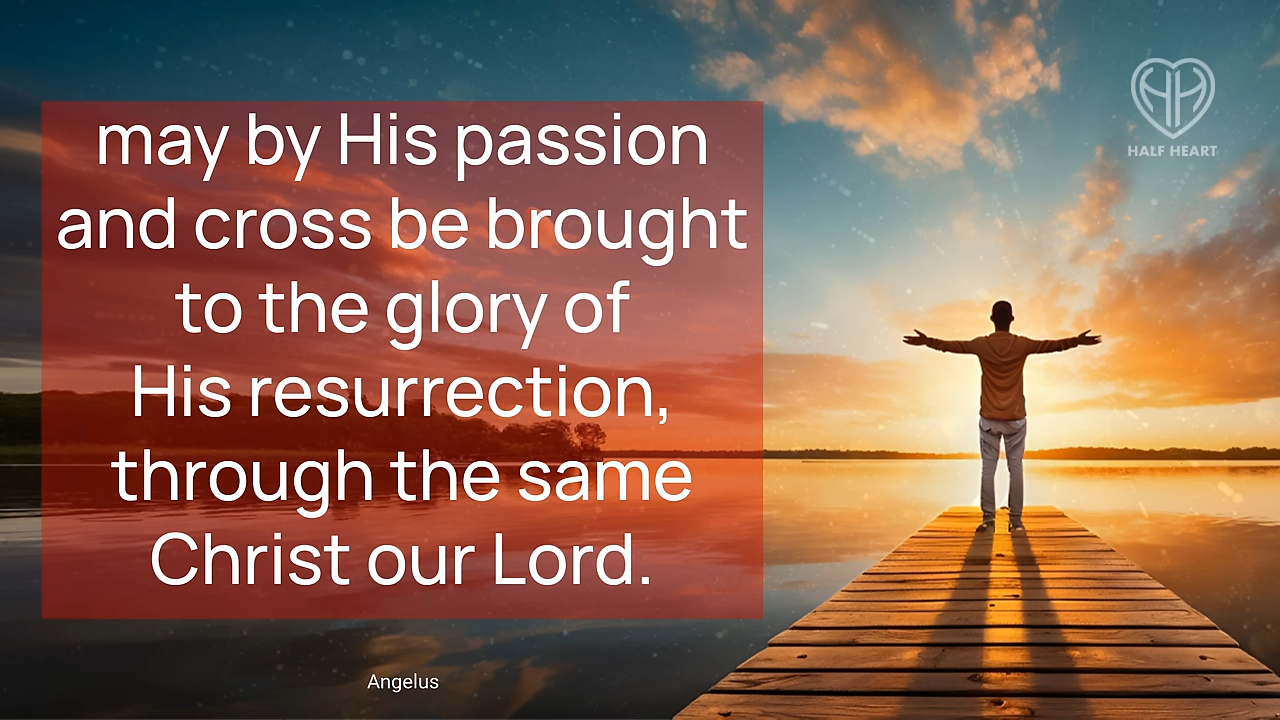 may by His passion
and cross be brought
to the glory of
His resurrection,
through the same
Christ our Lord.
Angelus
HALF HEART